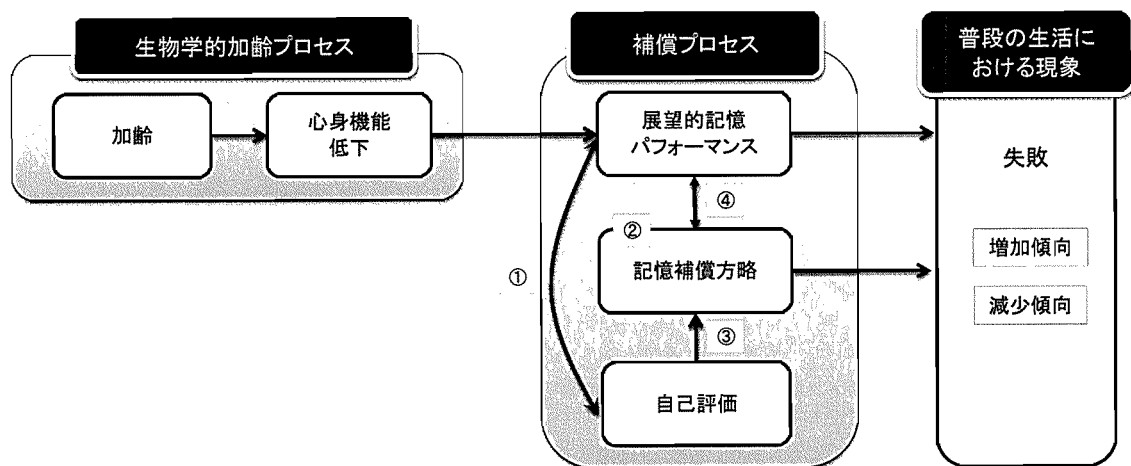 生物学的加齢プロセス
加齢
心身機能
低下
補償プロセス
展望的記憶
パフォーマンス
④
②
記憶補償方略
①
③
自己評価
普段の生活に
おける現象
失敗
増加傾向
減少傾向